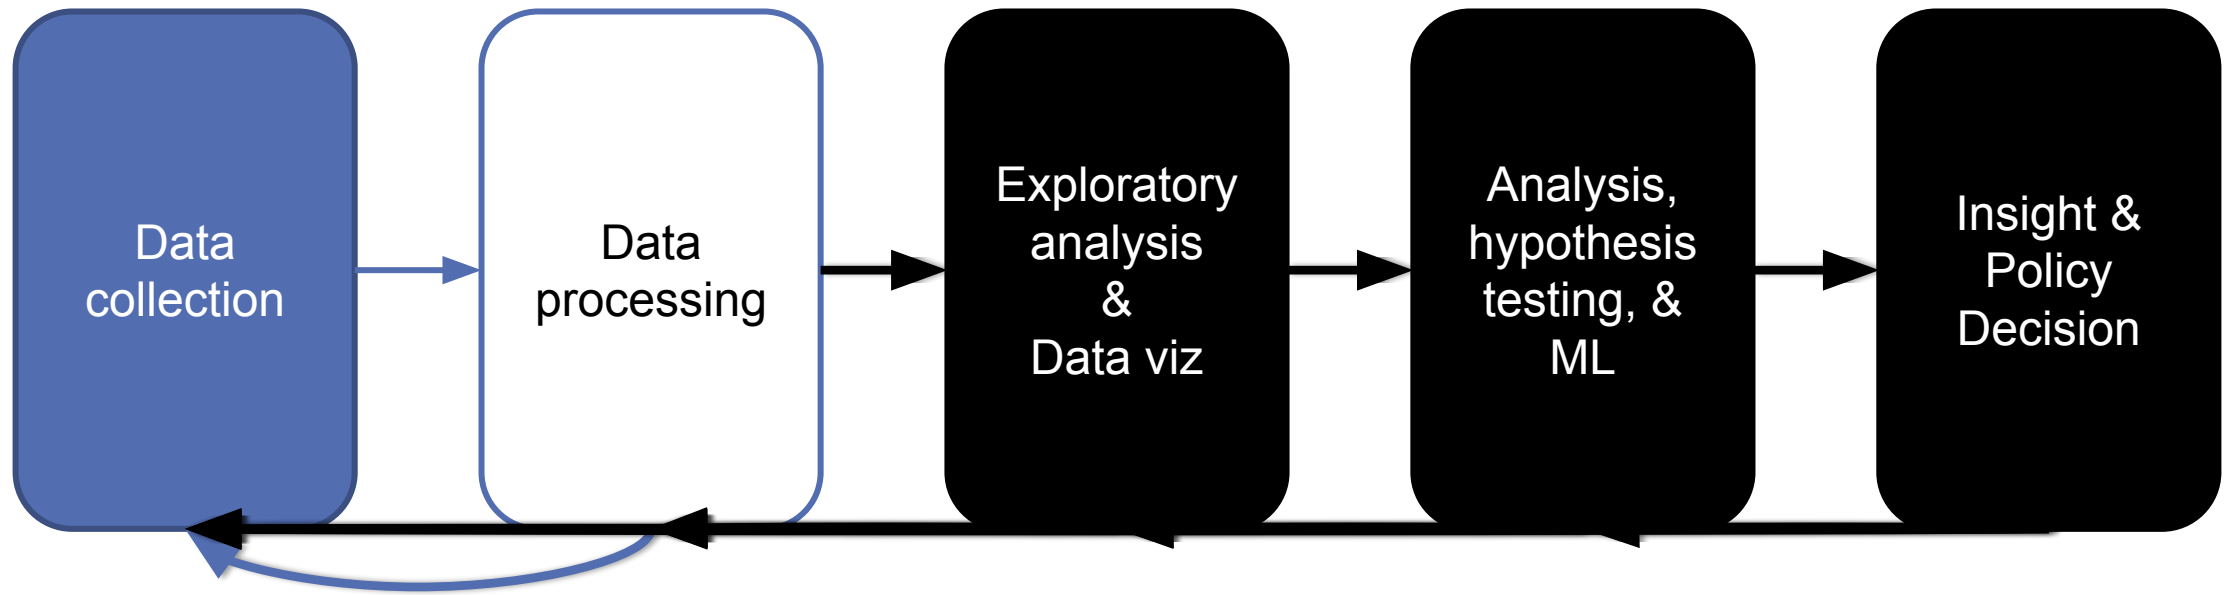 Data
collection
Data
processing
Exploratory
analysis
&
Data viz
Analysis,
hypothesis
testing, &
ML
Insight &
Policy
Decision